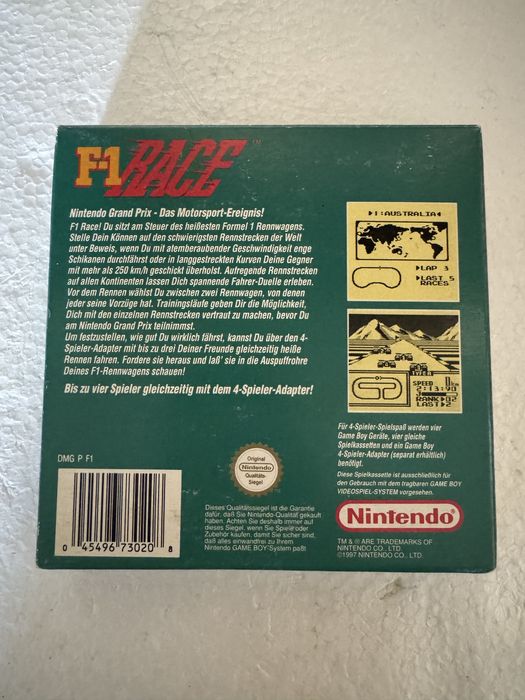 F-1 RACE™
Nintendo Grand Prix - Das Motorsport-Ereignis!
F1 Race! Du sitzt am Steuer des heißesten Formel 1 Rennwagens.
Stelle Dein Können auf den schwierigsten Rennstrecken der Welt
unter Beweis, wenn Du mit atemberaubender Geschwindigkeit enge
Schikanen durchfährst oder in langgestreckten Kurven Deine Gegner
mit mehr als 250 km/h geschickt überholst. Aufregende Rennstrecken
auf allen Kontinenten lassen Dich spannende Fahrer-Duelle erleben.
Vor dem Rennen wählst Du zwischen zwei Rennwagen, von denen
jeder seine Vorzüge hat. Trainingsläufe geben Dir die Möglichkeit,
Dich mit den einzelnen Rennstrecken vertraut zu machen, bevor Du
am Nintendo Grand Prix teilnimmst.
Um festzustellen, wie gut Du wirklich fährst, kannst Du über den 4-
Spieler-Adapter mit bis zu drei Deiner Freunde gleichzeitig heiße
Rennen fahren. Fordere sie heraus und laß' sie in die Auspuffrohre
Deines F1-Rennwagens schauen!
Bis zu vier Spieler gleichzeitig mit dem 4-Spieler-Adapter!
1:AUSTRALIA
LAP 3
LAST 5
RACES
SPEED 0km
2:13:90
RANK 02
LAST 2
Für 4-Spieler-Spielspaß werden vier
Game Boy Geräte, vier gleiche
Spielkassetten und ein Game Boy
4-Spieler-Adapter (separat erhältlich)
benötigt.
Diese Spielkassette ist ausschließlich für
den Gebrauch mit dem tragbaren GAME BOY
VIDEOSPIEL-SYSTEM vorgesehen.
Nintendo®
TM & ® ARE TRADEMARKS OF
NINTENDO CO., LTD.
©1997 NINTENDO CO., LTD.
DMG P F1
0 45496 73020 8
Original
Nintendo
Qualitäts-
Siegel
Dieses Qualitätssiegel ist die Garantie
dafür, daß Sie Nintendo-Qualität gekauft
haben. Achten Sie deshalb immer auf
dieses Siegel, wenn Sie Spiele oder
Zubehör kaufen, damit Sie sicher sind,
daß alles einwandfrei zu Ihrem
Nintendo GAME BOY-System paßt